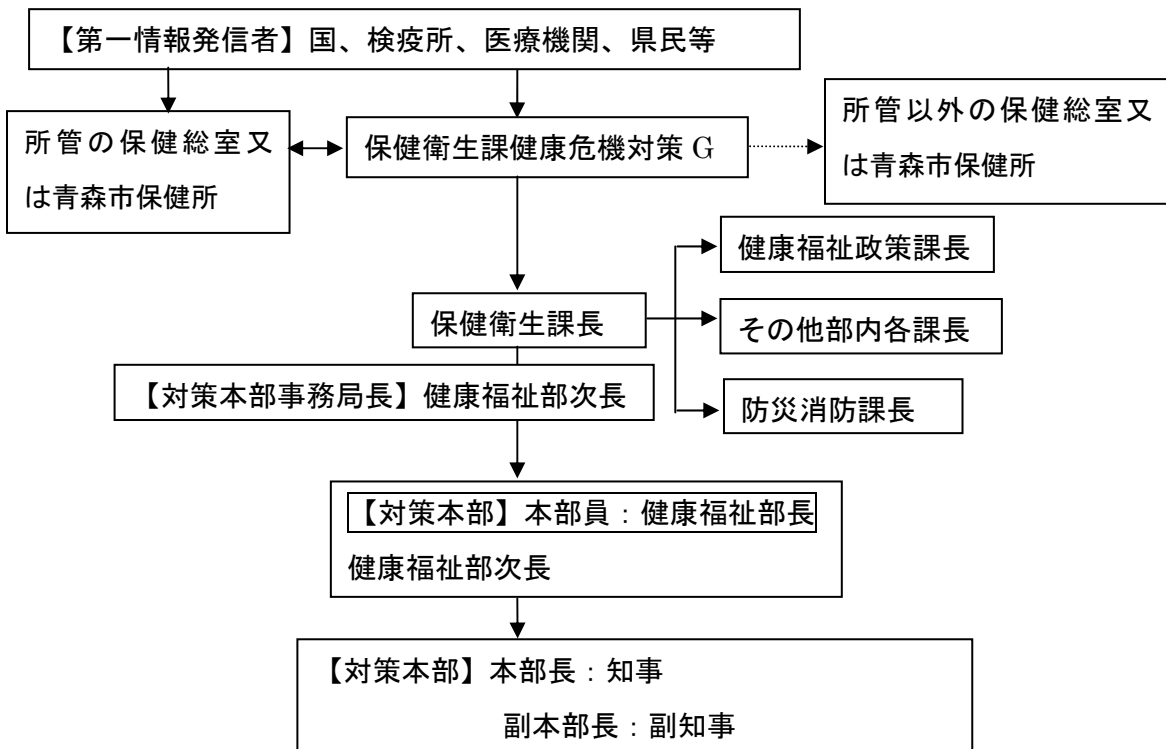 【第一情報発信者】国、検疫所、医療機関、県民等
所管の保健総室又
は青森市保健所
保健衛生課健康危機対策 G
所管以外の保健総室又
は青森市保健所
健康福祉政策課長
保健衛生課長
その他部内各課長
【対策本部事務局長】健康福祉部次長
防災消防課長
【対策本部】本部員：健康福祉部長
健康福祉部次長
【対策本部】本部長：知事
副本部長：副知事